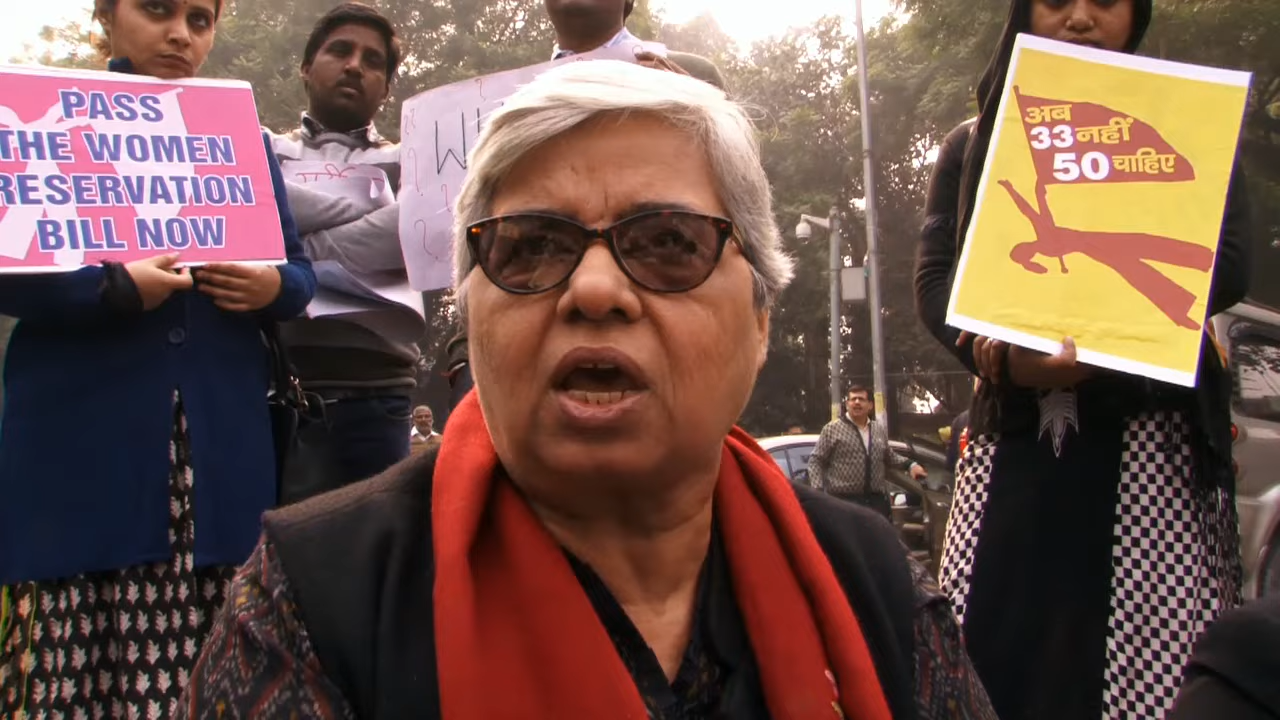 PASS
THE WOMEN
RESERVATION
BILL NOW
अब
33 नहीं
50 चाहिए